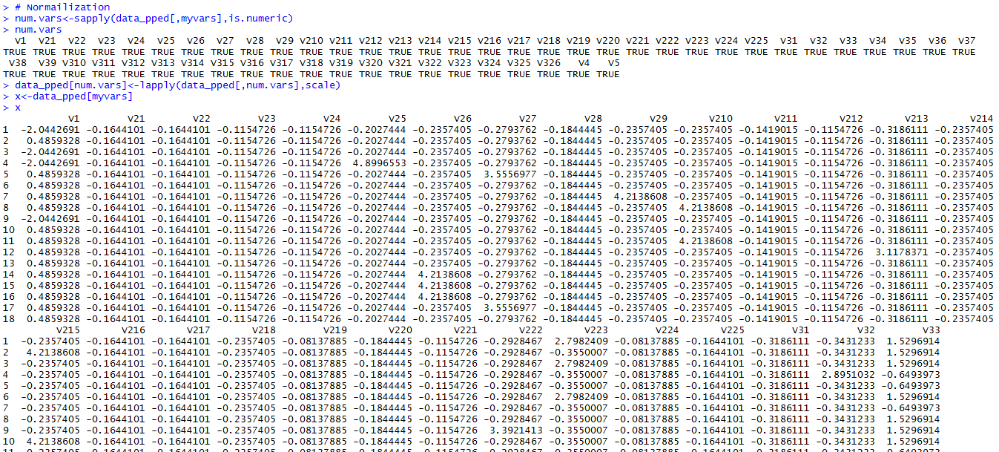 > # Normailization
> num.vars<-sapply(data_pped[,myvars],is.numeric)
> num.vars
v1 v21 v22 v23 v24 v25 v26 v27 v28 v29 v210 v211 v212 v213 v214 v215 v216 v217 v218 v219 v220 v221 v222 v223 v224 v225 v31 v32 v33 v34 v35 v36 v37
TRUE TRUE TRUE TRUE TRUE TRUE TRUE TRUE TRUE TRUE TRUE TRUE TRUE TRUE TRUE TRUE TRUE TRUE TRUE TRUE TRUE TRUE TRUE TRUE TRUE TRUE TRUE TRUE TRUE TRUE TRUE TRUE TRUE
v38 v39 v310 v311 v312 v313 v314 v315 v316 v317 v318 v319 v320 v321 v322 v323 v324 v325 v326 v4 v5
TRUE TRUE TRUE TRUE TRUE TRUE TRUE TRUE TRUE TRUE TRUE TRUE TRUE TRUE TRUE TRUE TRUE TRUE TRUE TRUE TRUE
> data_pped[num.vars]<-lapply(data_pped[,num.vars],scale)
> x<-data_pped[myvars]
> x
v1 v21 v22 v23 v24 v25 v26 v27 v28 v29 v210 v211 v212 v213 v214
1 -2.0442691 -0.1644101 -0.1644101 -0.1154726 -0.1154726 -0.2027444 -0.2357405 -0.2793762 -0.1844445 -0.2357405 -0.2357405 -0.1419015 -0.1154726 -0.3186111 -0.2357405
2 0.4859328 -0.1644101 -0.1644101 -0.1154726 -0.1154726 -0.2027444 -0.2357405 -0.2793762 -0.1844445 -0.2357405 -0.2357405 -0.1419015 -0.1154726 -0.3186111 -0.2357405
3 -2.0442691 -0.1644101 -0.1644101 -0.1154726 -0.1154726 -0.2027444 -0.2357405 -0.2793762 -0.1844445 -0.2357405 -0.2357405 -0.1419015 -0.1154726 -0.3186111 -0.2357405
4 -2.0442691 -0.1644101 -0.1644101 -0.1154726 -0.1154726 4.8996553 -0.2357405 -0.2793762 -0.1844445 -0.2357405 -0.2357405 -0.1419015 -0.1154726 -0.3186111 -0.2357405
5 0.4859328 -0.1644101 -0.1644101 -0.1154726 -0.1154726 -0.2027444 -0.2357405 3.5556977 -0.1844445 -0.2357405 -0.2357405 -0.1419015 -0.1154726 -0.3186111 -0.2357405
6 0.4859328 -0.1644101 -0.1644101 -0.1154726 -0.1154726 -0.2027444 -0.2357405 -0.2793762 -0.1844445 -0.2357405 -0.2357405 -0.1419015 -0.1154726 -0.3186111 -0.2357405
7 0.4859328 -0.1644101 -0.1644101 -0.1154726 -0.1154726 -0.2027444 -0.2357405 -0.2793762 -0.1844445 4.2138608 -0.2357405 -0.1419015 -0.1154726 -0.3186111 -0.2357405
8 0.4859328 -0.1644101 -0.1644101 -0.1154726 -0.1154726 -0.2027444 -0.2357405 -0.2793762 -0.1844445 -0.2357405 4.2138608 -0.1419015 -0.1154726 -0.3186111 -0.2357405
9 -2.0442691 -0.1644101 -0.1644101 -0.1154726 -0.1154726 -0.2027444 -0.2357405 -0.2793762 -0.1844445 -0.2357405 -0.2357405 -0.1419015 -0.1154726 -0.3186111 -0.2357405
10 0.4859328 -0.1644101 -0.1644101 -0.1154726 -0.1154726 -0.2027444 -0.2357405 -0.2793762 -0.1844445 -0.2357405 -0.2357405 -0.1419015 -0.1154726 -0.3186111 -0.2357405
11 0.4859328 -0.1644101 -0.1644101 -0.1154726 -0.1154726 -0.2027444 -0.2357405 -0.2793762 -0.1844445 -0.2357405 4.2138608 -0.1419015 -0.1154726 -0.3186111 -0.2357405
12 0.4859328 -0.1644101 -0.1644101 -0.1154726 -0.1154726 -0.2027444 -0.2357405 -0.2793762 -0.1844445 -0.2357405 -0.2357405 -0.1419015 -0.1154726 3.1178371 -0.2357405
13 0.4859328 -0.1644101 -0.1644101 -0.1154726 -0.1154726 -0.2027444 -0.2357405 -0.2793762 -0.1844445 -0.2357405 -0.2357405 -0.1419015 -0.1154726 -0.3186111 -0.2357405
14 0.4859328 -0.1644101 -0.1644101 -0.1154726 -0.1154726 -0.2027444 4.2138608 -0.2793762 -0.1844445 -0.2357405 -0.2357405 -0.1419015 -0.1154726 -0.3186111 -0.2357405
15 0.4859328 -0.1644101 -0.1644101 -0.1154726 -0.1154726 -0.2027444 4.2138608 -0.2793762 -0.1844445 -0.2357405 -0.2357405 -0.1419015 -0.1154726 -0.3186111 -0.2357405
16 0.4859328 -0.1644101 -0.1644101 -0.1154726 -0.1154726 -0.2027444 4.2138608 -0.2793762 -0.1844445 -0.2357405 -0.2357405 -0.1419015 -0.1154726 -0.3186111 -0.2357405
17 0.4859328 -0.1644101 -0.1644101 -0.1154726 -0.1154726 -0.2027444 -0.2357405 3.5556977 -0.1844445 -0.2357405 -0.2357405 -0.1419015 -0.1154726 -0.3186111 -0.2357405
18 0.4859328 -0.1644101 -0.1644101 -0.1154726 -0.1154726 -0.2027444 -0.2357405 -0.2793762 -0.1844445 -0.2357405 -0.2357405 -0.1419015 -0.1154726 -0.3186111 -0.2357405
v215 v216 v217 v218 v219 v220 v221 v222 v223 v224 v225 v31 v32 v33
1 -0.2357405 -0.1644101 -0.1644101 -0.2357405 -0.08137885 -0.1844445 -0.1154726 -0.2928467 2.7982409 -0.08137885 -0.1644101 -0.3186111 -0.3431233 1.5296914
2 4.2138608 -0.1644101 -0.1644101 -0.2357405 -0.08137885 -0.1844445 -0.1154726 -0.2928467 -0.3550007 -0.08137885 -0.1644101 -0.3186111 -0.3431233 1.5296914
3 -0.2357405 -0.1644101 -0.1644101 -0.2357405 -0.08137885 -0.1844445 -0.1154726 -0.2928467 2.7982409 -0.08137885 -0.1644101 -0.3186111 -0.3431233 1.5296914
4 -0.2357405 -0.1644101 -0.1644101 -0.2357405 -0.08137885 -0.1844445 -0.1154726 -0.2928467 -0.3550007 -0.08137885 -0.1644101 -0.3186111 2.8951032 -0.6493973
5 -0.2357405 -0.1644101 -0.1644101 -0.2357405 -0.08137885 -0.1844445 -0.1154726 -0.2928467 -0.3550007 -0.08137885 -0.1644101 -0.3186111 -0.3431233 -0.6493973
6 -0.2357405 -0.1644101 -0.1644101 -0.2357405 -0.08137885 -0.1844445 -0.1154726 -0.2928467 2.7982409 -0.08137885 -0.1644101 -0.3186111 -0.3431233 1.5296914
7 -0.2357405 -0.1644101 -0.1644101 -0.2357405 -0.08137885 -0.1844445 -0.1154726 -0.2928467 -0.3550007 -0.08137885 -0.1644101 -0.3186111 -0.3431233 -0.6493973
8 -0.2357405 -0.1644101 -0.1644101 -0.2357405 -0.08137885 -0.1844445 -0.1154726 -0.2928467 -0.3550007 -0.08137885 -0.1644101 -0.3186111 -0.3431233 1.5296914
9 -0.2357405 -0.1644101 -0.1644101 -0.2357405 -0.08137885 -0.1844445 -0.1154726 3.3921413 -0.3550007 -0.08137885 -0.1644101 -0.3186111 -0.3431233 1.5296914
10 4.2138608 -0.1644101 -0.1644101 -0.2357405 -0.08137885 -0.1844445 -0.1154726 -0.2928467 -0.3550007 -0.08137885 -0.1644101 -0.3186111 -0.3431233 1.5296914